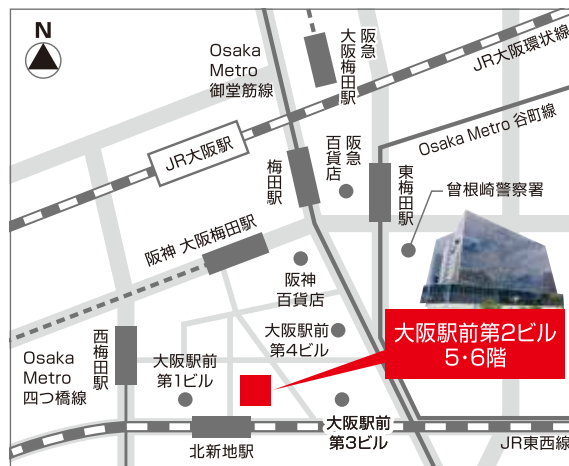 N
Osaka
Metro
御堂筋線
阪急
大阪梅田駅
JR大阪環状線
Osaka Metro 谷町線
JR大阪駅
梅田駅
阪急
百貨店
東梅田駅
曾根崎警察署
阪神 大阪梅田駅
阪神
百貨店
大阪駅前
第4ビル
大阪駅前第2ビル
5・6階
西梅田駅
Osaka
Metro
四つ橋線
大阪駅前
第1ビル
大阪駅前
第3ビル
北新地駅
JR東西線